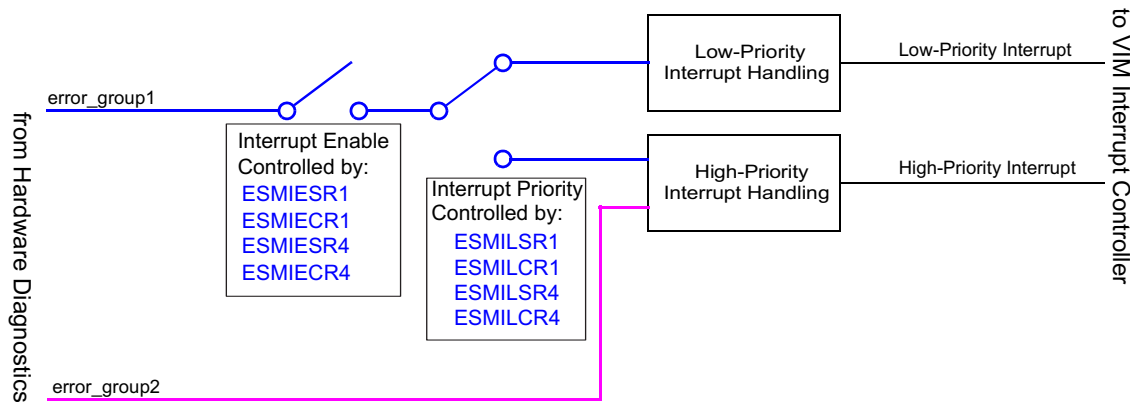 from Hardware Diagnostics
error_group1
Interrupt Enable
Controlled by:
ESMIESR1
ESMIECR1
ESMIESR4
ESMIECR4
Interrupt Priority
Controlled by:
ESMILSR1
ESMILCR1
ESMILSR4
ESMILCR4
error_group2
Low-Priority
Interrupt Handling
Low-Priority Interrupt
High-Priority
Interrupt Handling
High-Priority Interrupt
to VIM Interrupt Controller